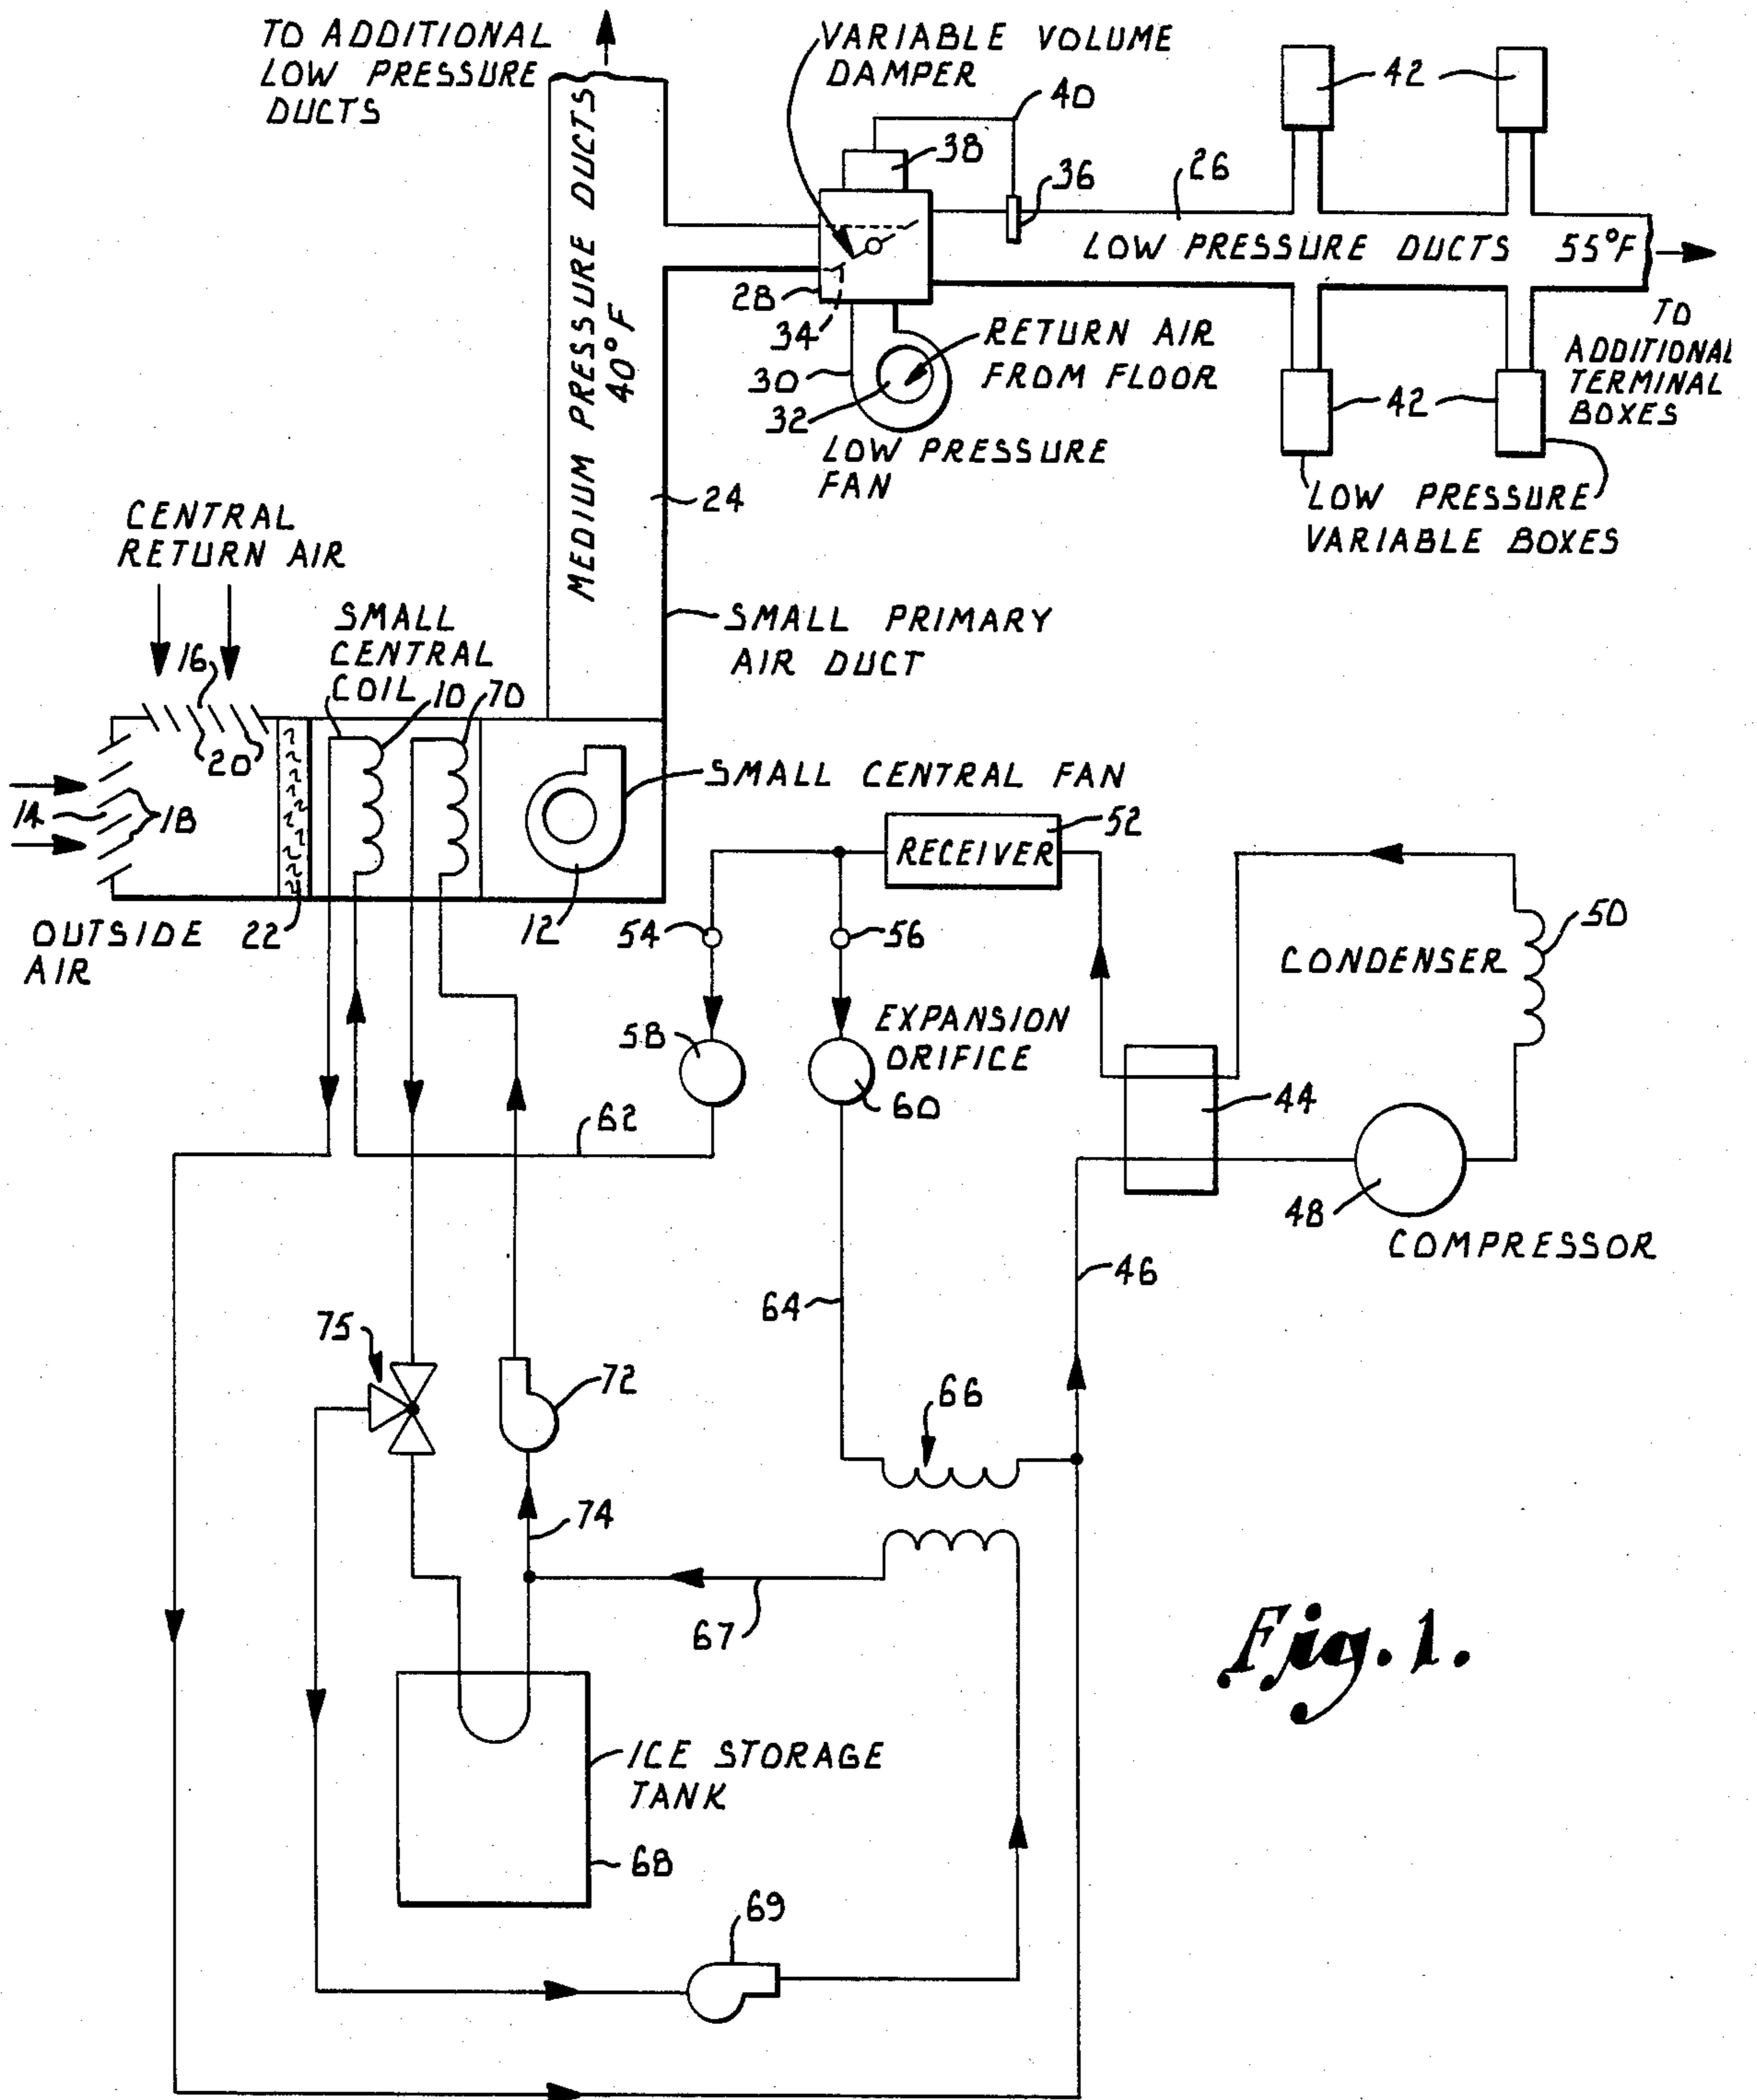 TO ADDITIONAL
LOW PRESSURE
DUCTS
VARIABLE VOLUME
DAMPER
40
42
38
36
26
MEDIUM PRESSURE DUCTS
40°F
LOW PRESSURE DUCTS 55°F
28
34
RETURN AIR
FROM FLOOR
30
32
LOW PRESSURE
FAN
TO
ADDITIONAL
TERMINAL
BOXES
42
LOW PRESSURE
VARIABLE BOXES
24
CENTRAL
RETURN AIR
SMALL
CENTRAL
COIL
16
10
70
SMALL PRIMARY
AIR DUCT
20
SMALL CENTRAL FAN
14
18
52
RECEIVER
OUTSIDE
AIR
22
12
54
56
50
CONDENSER
58
EXPANSION
ORIFICE
60
44
62
48
COMPRESSOR
46
64
75
72
66
74
67
Fig. 1.
ICE STORAGE
TANK
68
69